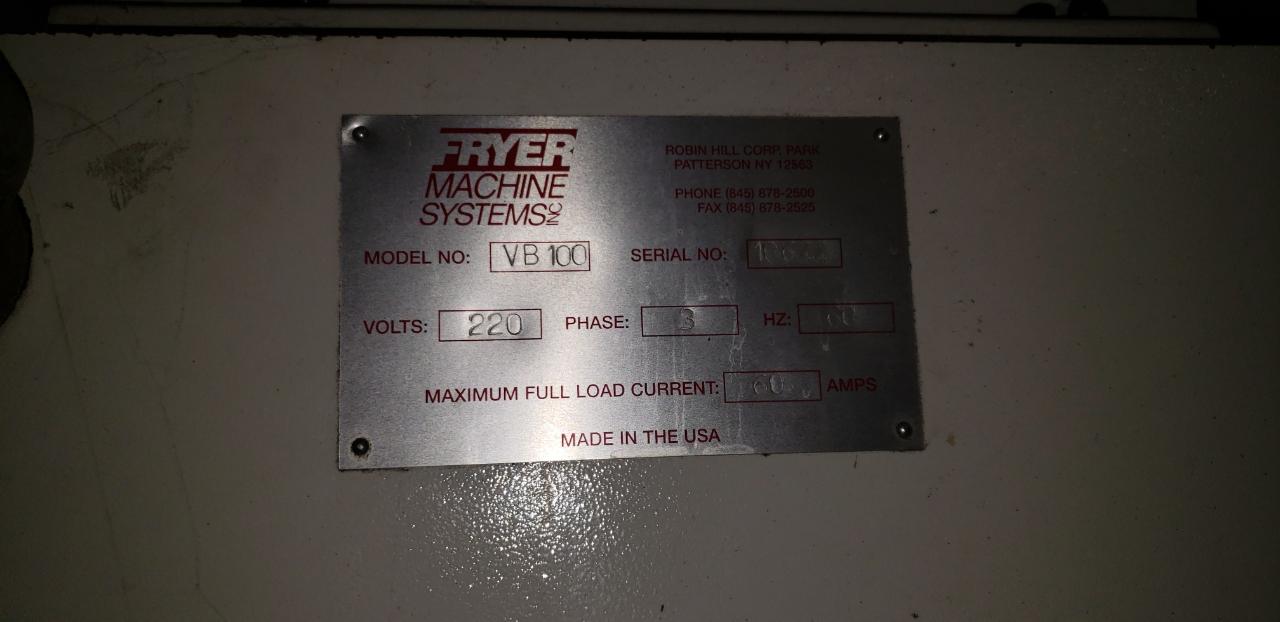 FRYER
MACHINE
SYSTEMS INC
ROBIN HILL CORP. PARK
PATTERSON NY 12563
PHONE (845) 878-2500
FAX (845) 878-2525
MODEL NO: VB 100 SERIAL NO:
VOLTS: 220 PHASE: 3 HZ: 60
MAXIMUM FULL LOAD CURRENT: 60 AMPS
MADE IN THE USA